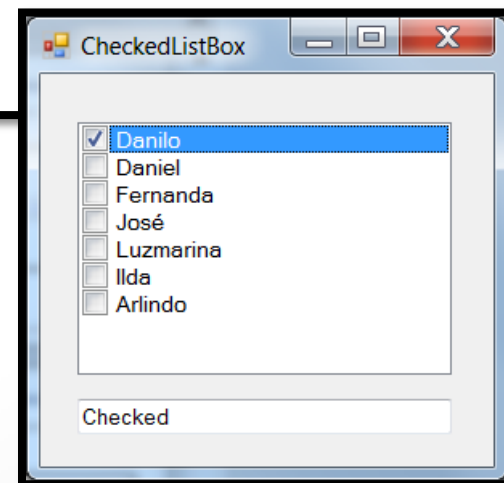 CheckedListBox
Danilo
Daniel
Fernanda
José
Luzmarina
Ilda
Arlindo
Checked